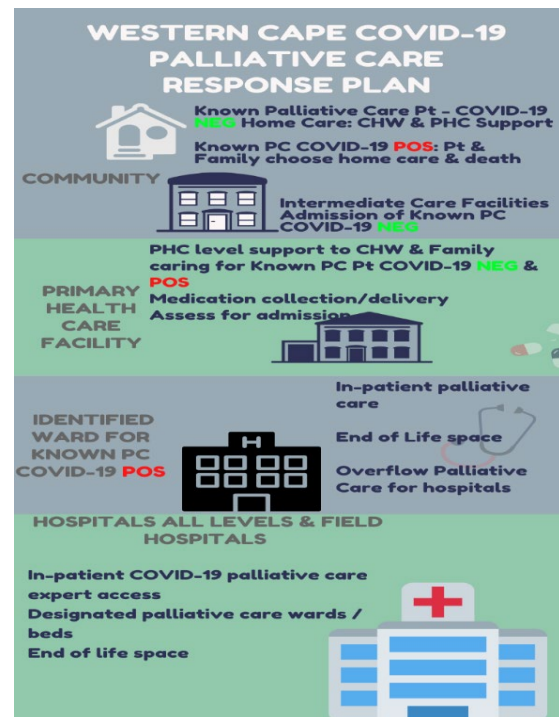 WESTERN CAPE COVID-19
PALLIATIVE CARE
RESPONSE PLAN
Known Palliative Care Pt - COVID-19
NEG Home Care: CHW & PHC Support
Known PC COVID-19 POS: Pt &
Family choose home care & death
COMMUNITY
Intermediate Care Facilities
Admission of Known PC
COVID-19 NEG
PHC level support to CHW & Family
caring for Known PC Pt COVID-19 NEG &
POS
Medication collection/delivery
Assess for admission
PRIMARY
HEALTH
CARE
FACILITY
In-patient palliative
care
End of Life space
Overflow Palliative
Care for hospitals
IDENTIFIED
WARD FOR
KNOWN PC
COVID-19 POS
H
HOSPITALS ALL LEVELS & FIELD
HOSPITALS
In-patient COVID-19 palliative care
expert access
Designated palliative care wards /
beds
End of life space